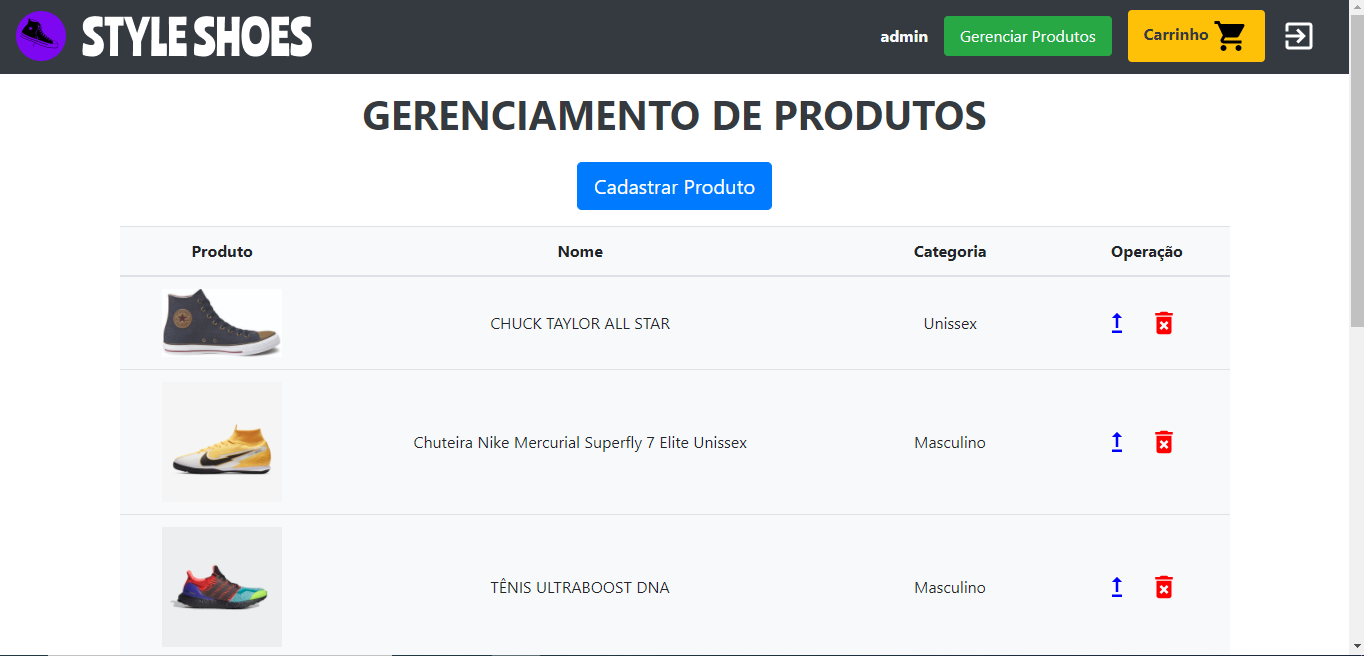 STYLE SHOES
admin
Gerenciar Produtos
Carrinho
GERENCIAMENTO DE PRODUTOS
Cadastrar Produto
Produto Nome Categoria Operação
CHUCK TAYLOR ALL STAR Unissex
Chuteira Nike Mercurial Superfly 7 Elite Unissex Masculino
TÊNIS ULTRABOOST DNA Masculino